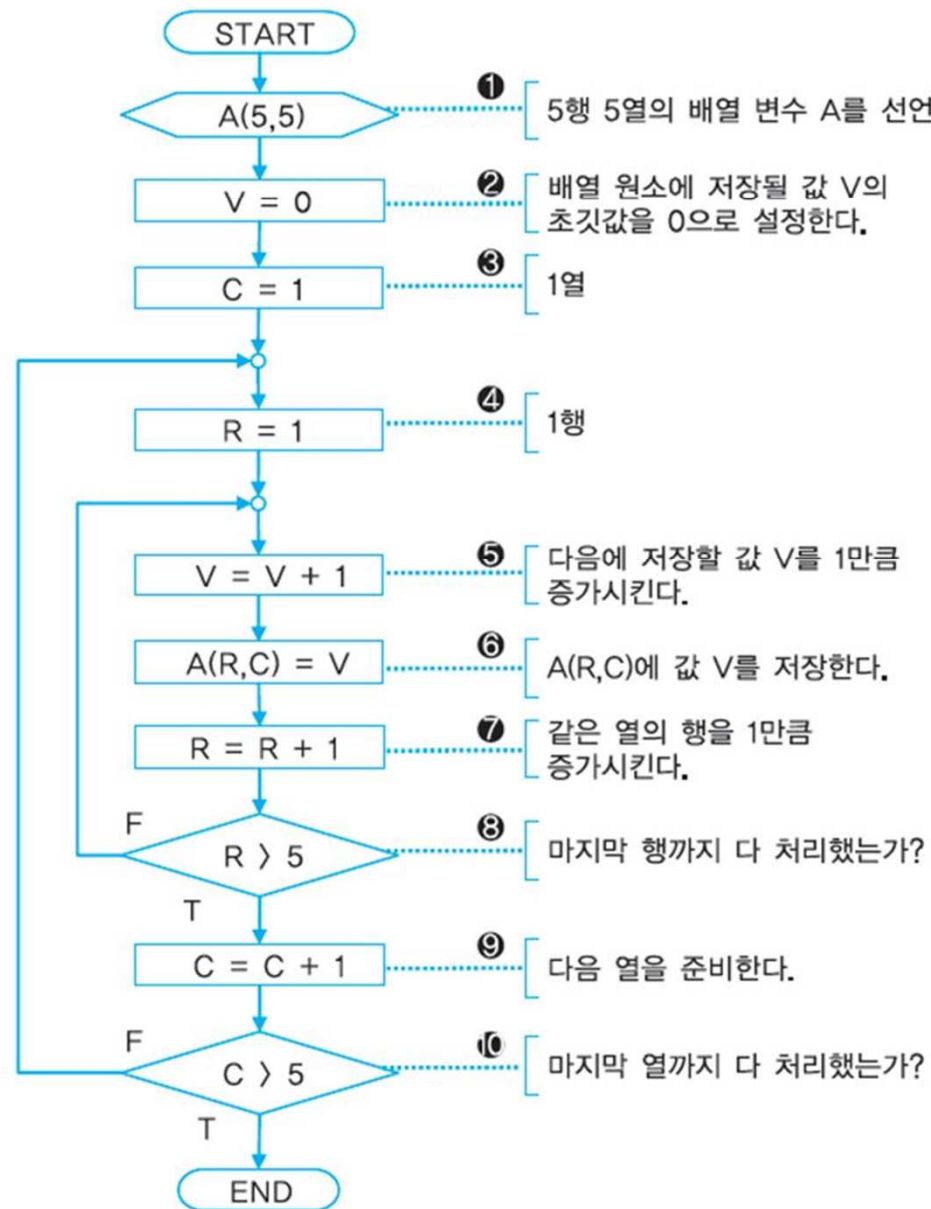 START
A(5,5)
❶
5행 5열의 배열 변수 A를 선언
V = 0
❷
배열 원소에 저장될 값 V의
초깃값을 0으로 설정한다.
C = 1
❸
1열
R = 1
❹
1행
V = V + 1
❺
다음에 저장할 값 V를 1만큼
증가시킨다.
A(R,C) = V
❻
A(R,C)에 값 V를 저장한다.
R = R + 1
❼
같은 열의 행을 1만큼
증가시킨다.
F
R > 5
❽
마지막 행까지 다 처리했는가?
T
C = C + 1
❾
다음 열을 준비한다.
F
C > 5
❿
마지막 열까지 다 처리했는가?
T
END